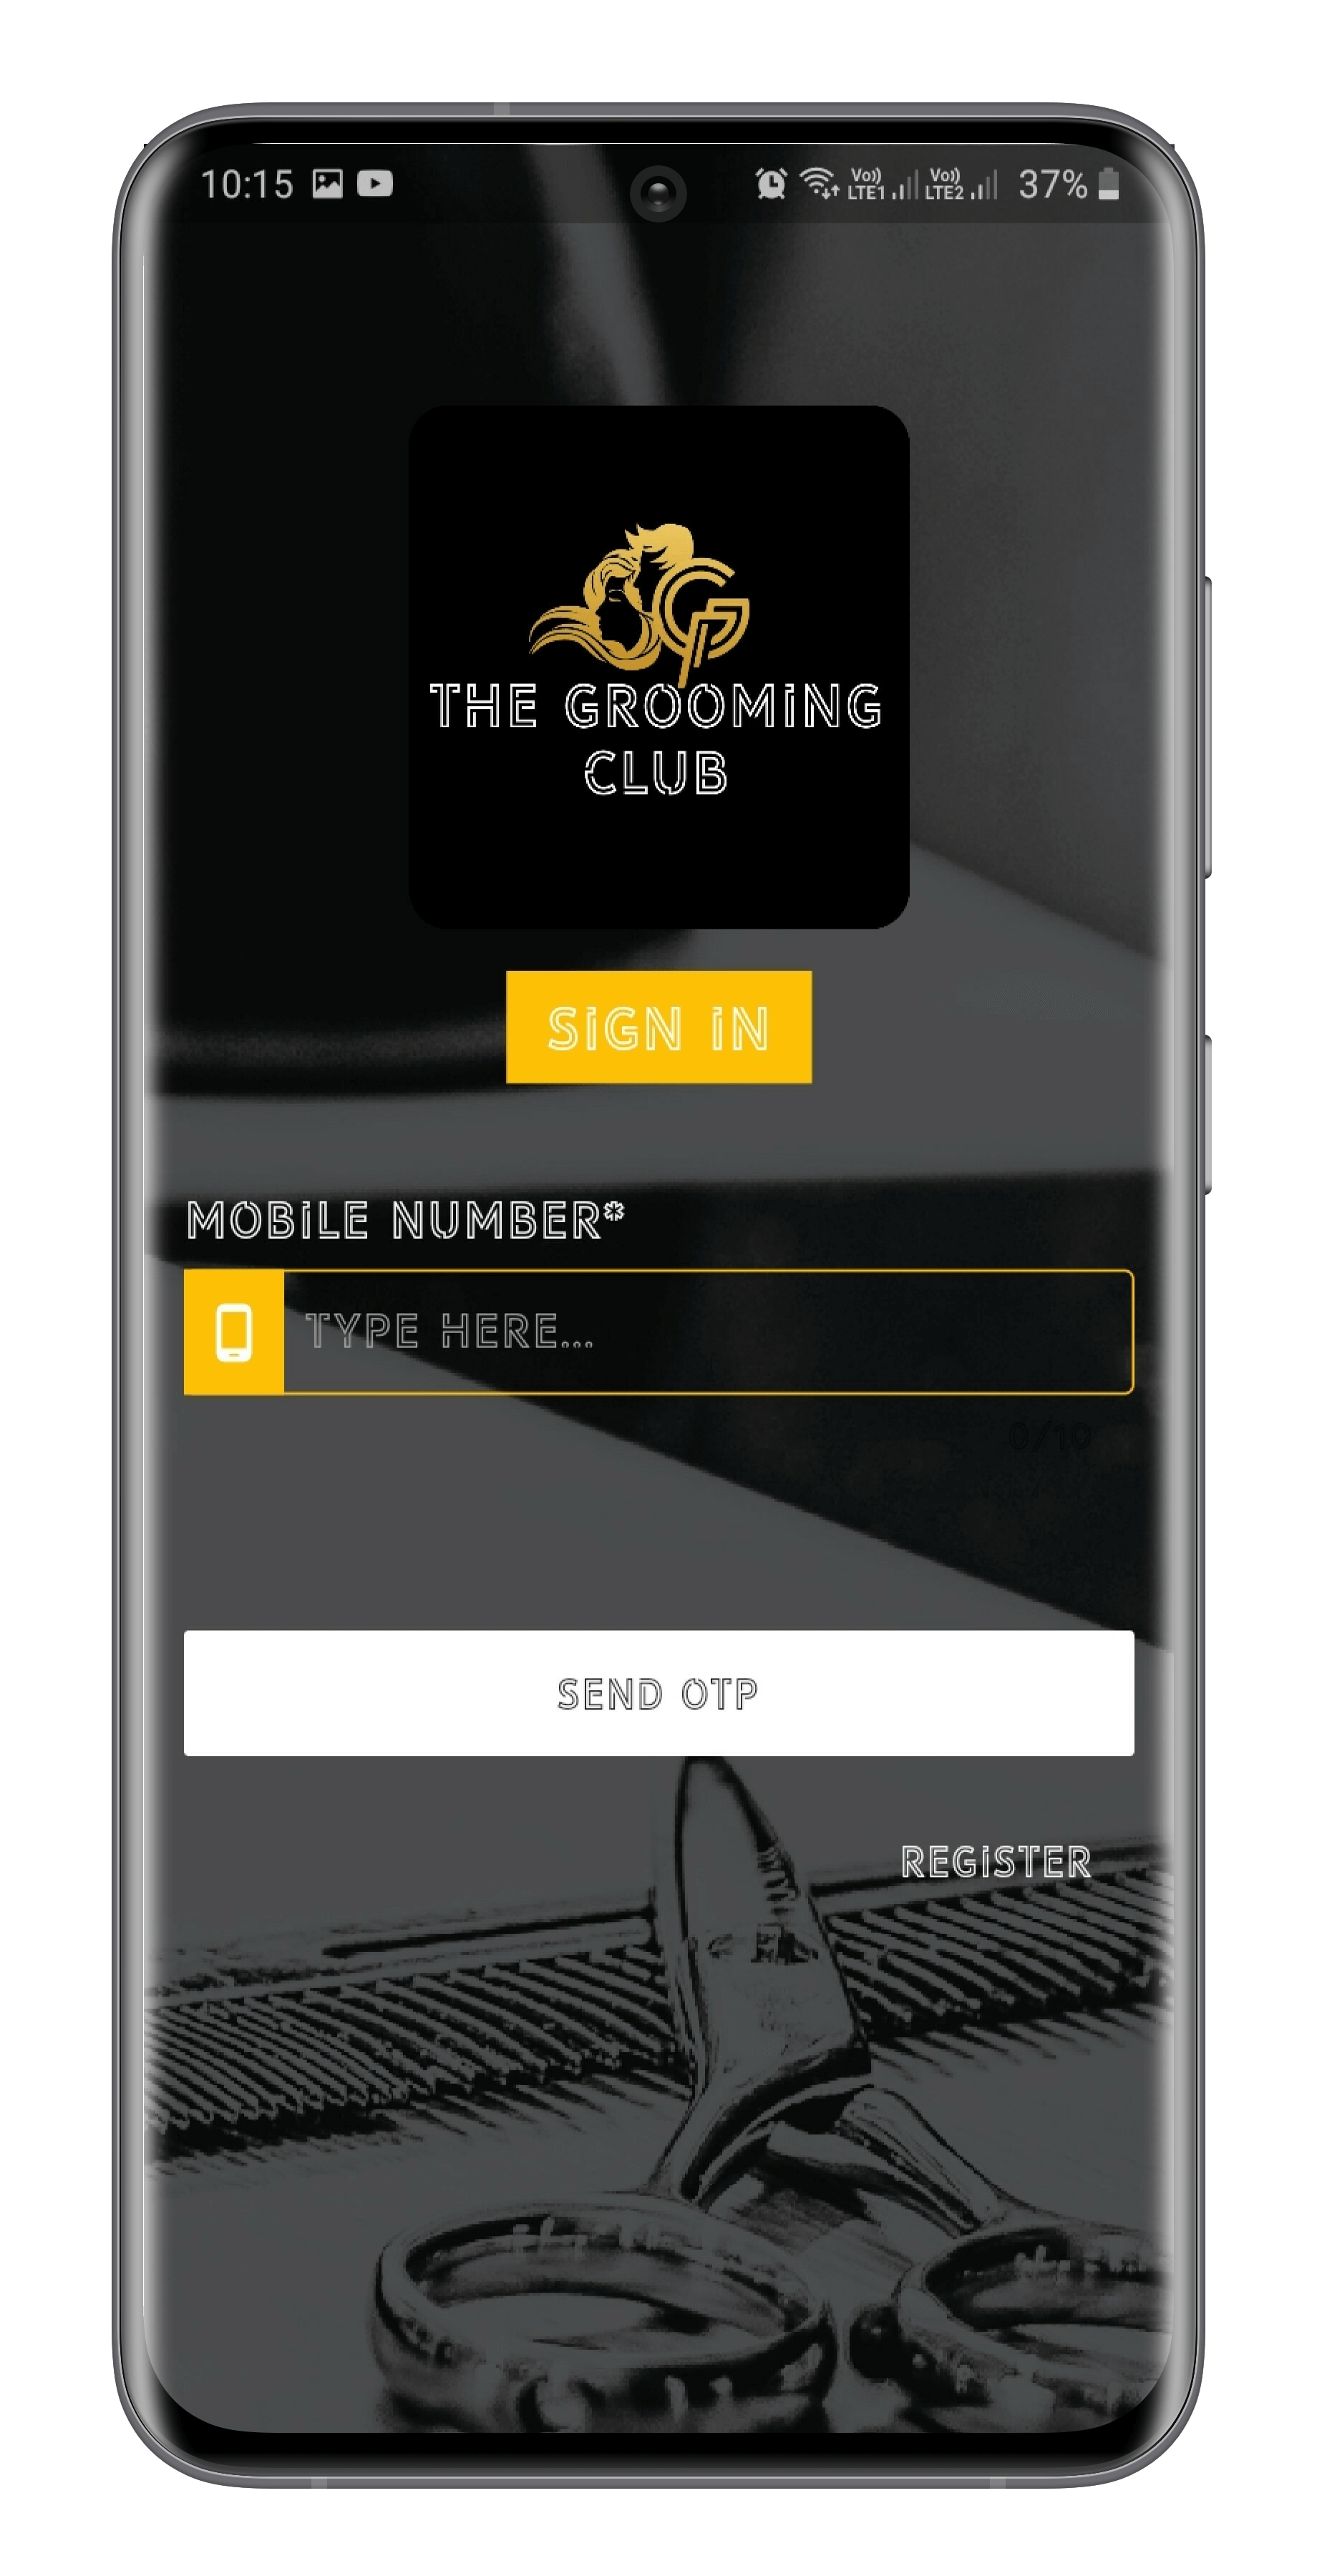 10:15
Vo)) LTE1 Vo)) LTE2 37%
THE GROOMING
CLUB
SIGN IN
MOBILE NUMBER*
TYPE HERE...
0/10
SEND OTP
REGISTER